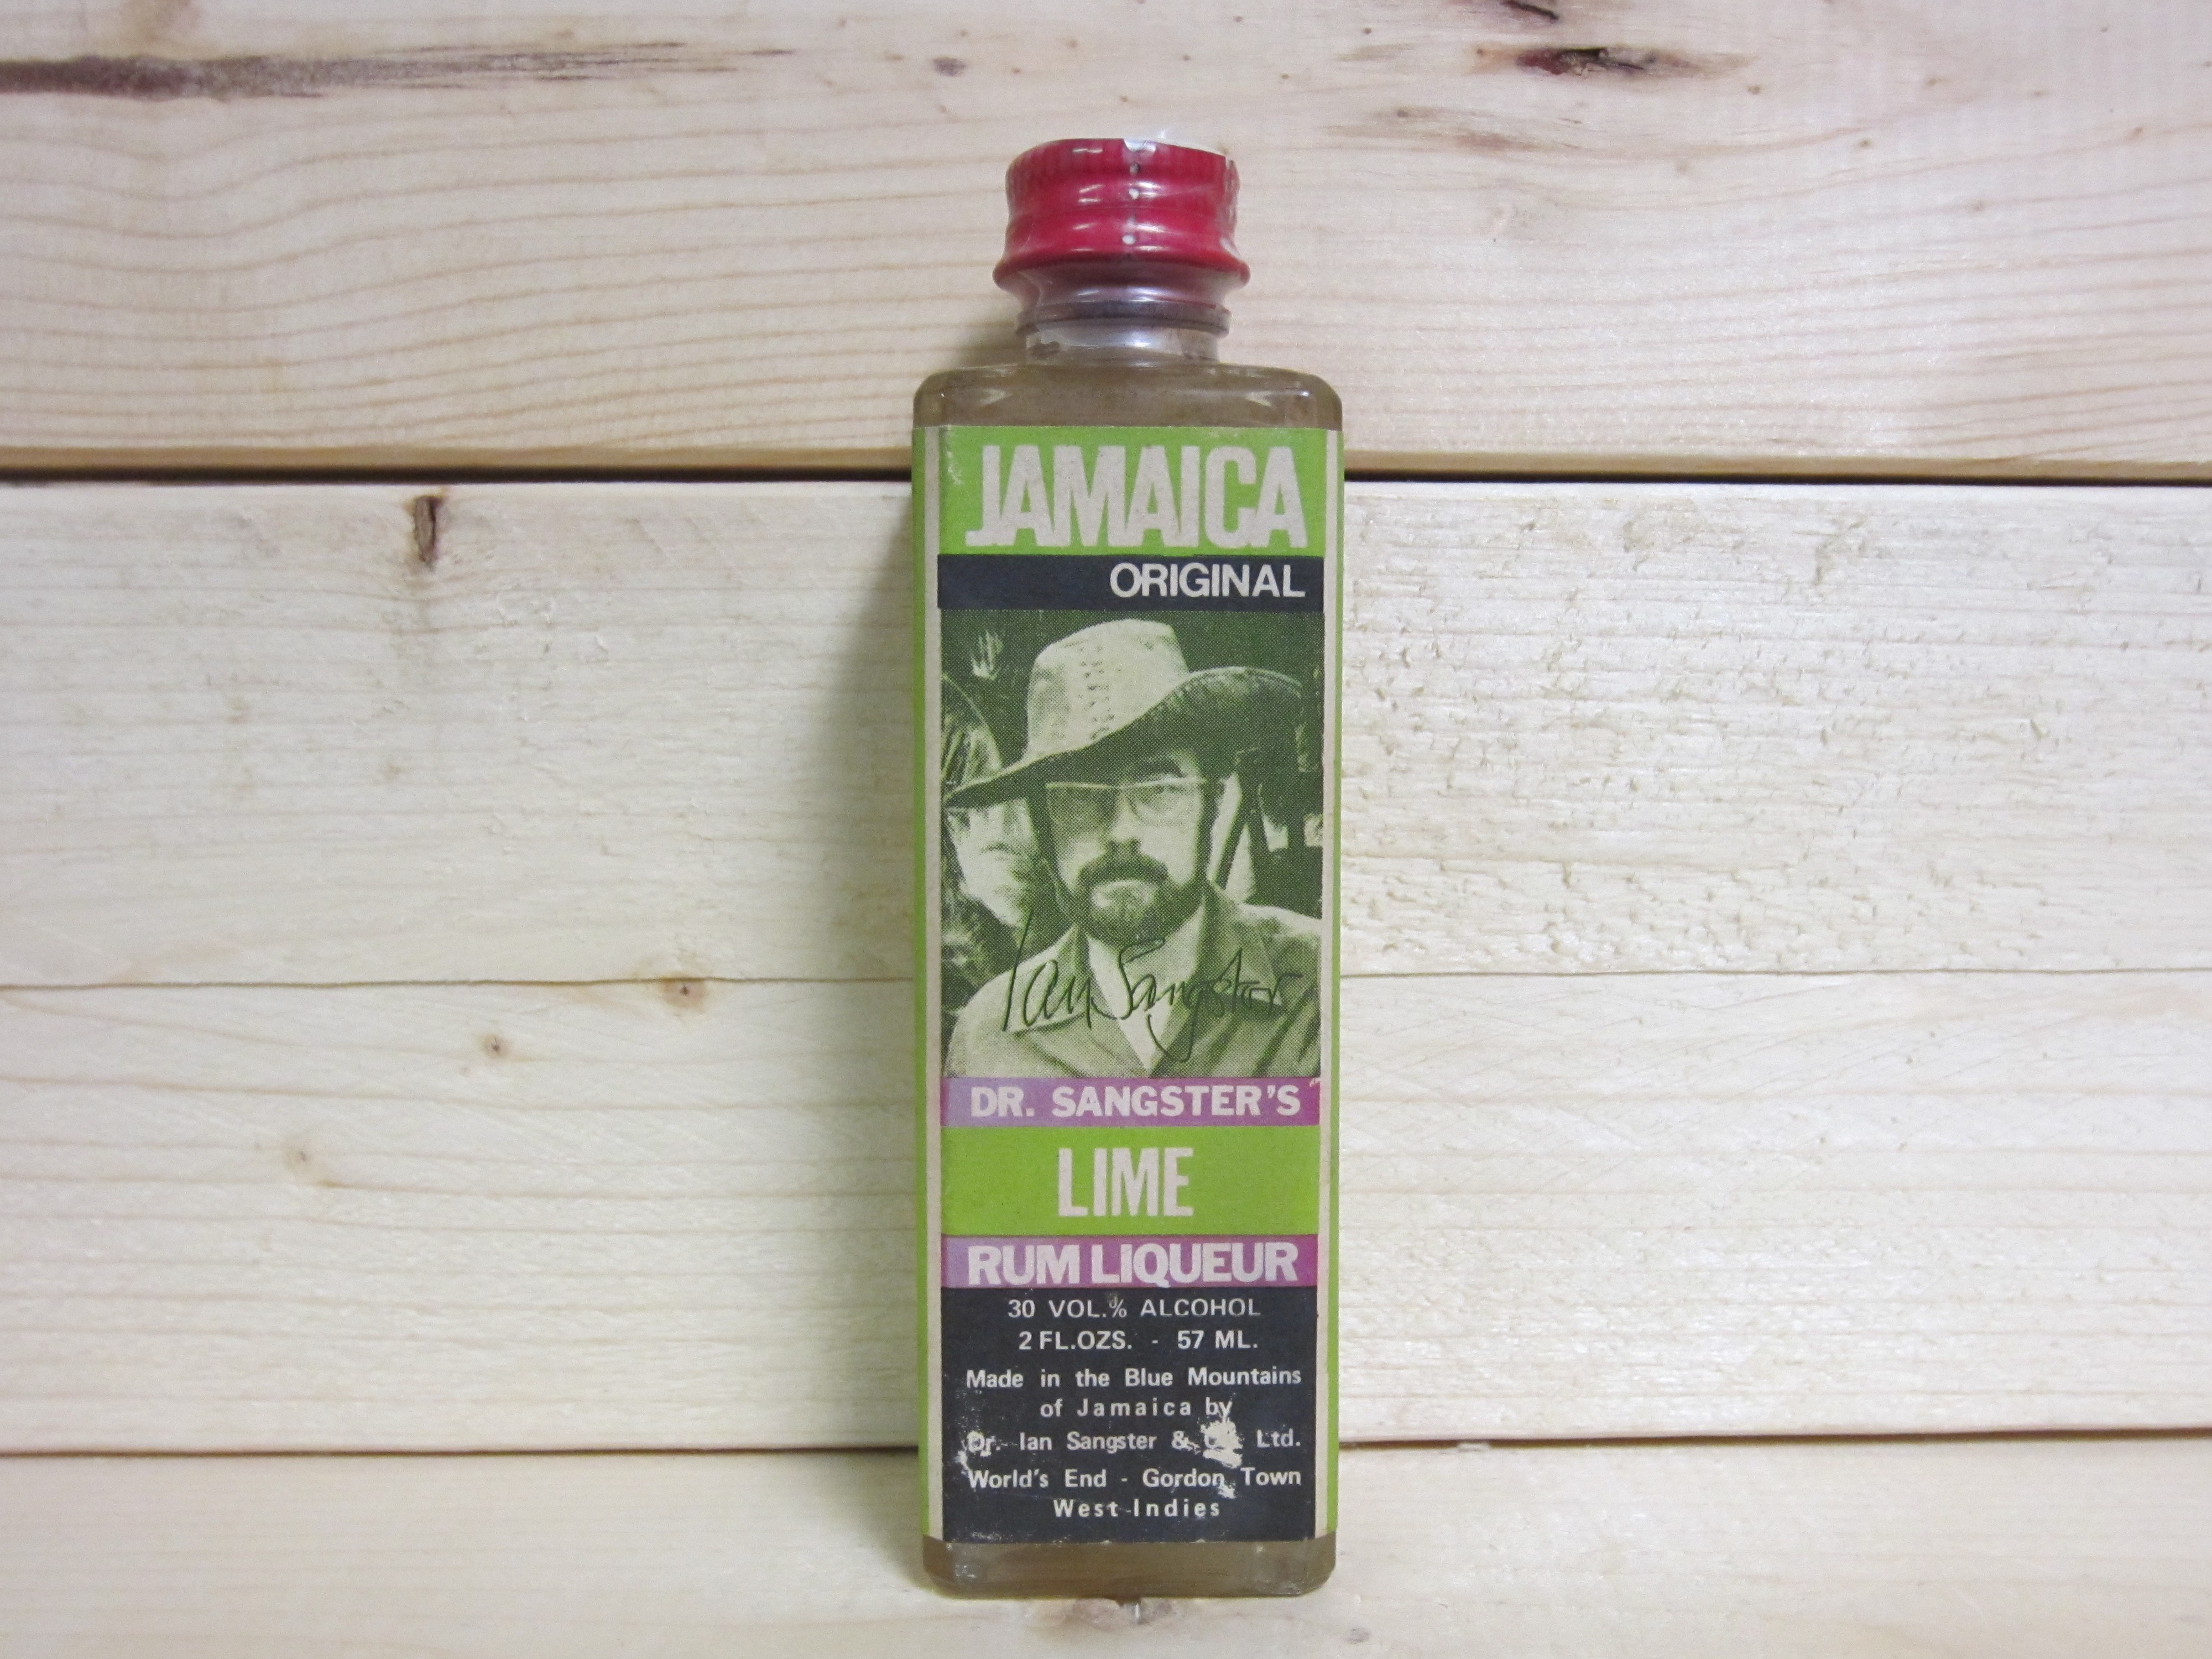 JAMAICA
ORIGINAL
Ian Sangster
DR. SANGSTER'S
LIME
RUM LIQUEUR
30 VOL.% ALCOHOL
2 FL.OZS. - 57 ML.
Made in the Blue Mountains
of Jamaica by
Dr. Ian Sangster & Ltd.
World's End - Gordon Town
West Indies